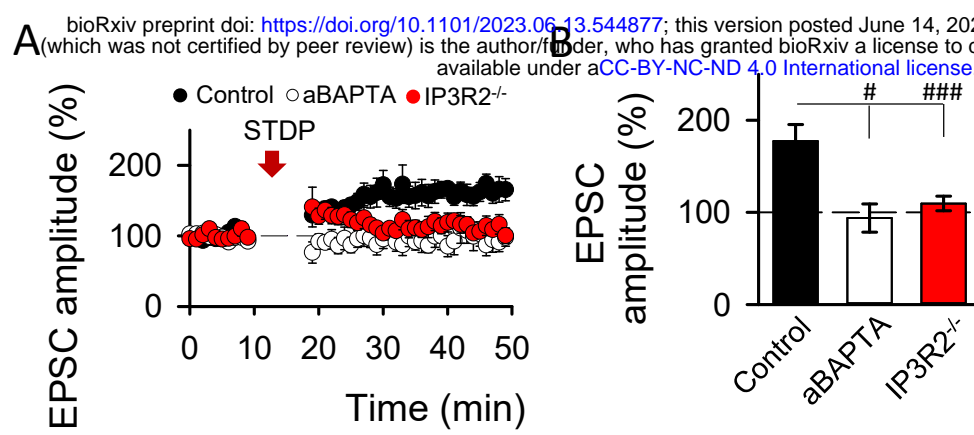 bioRxiv preprint doi: https://doi.org/10.1101/2023.06.13.544877; this version posted June 14, 202
A
(which was not certified by peer review) is the author/funder, who has granted bioRxiv a license to
B
available under aCC-BY-NC-ND 4.0 International license
Control aBAPTA IP3R2-/-
STDP
EPSC amplitude (%)
200
100
0
0 10 20 30 40 50
Time (min)
# ###
EPSC
amplitude (%)
200
100
0
Control
aBAPTA
IP3R2-/-